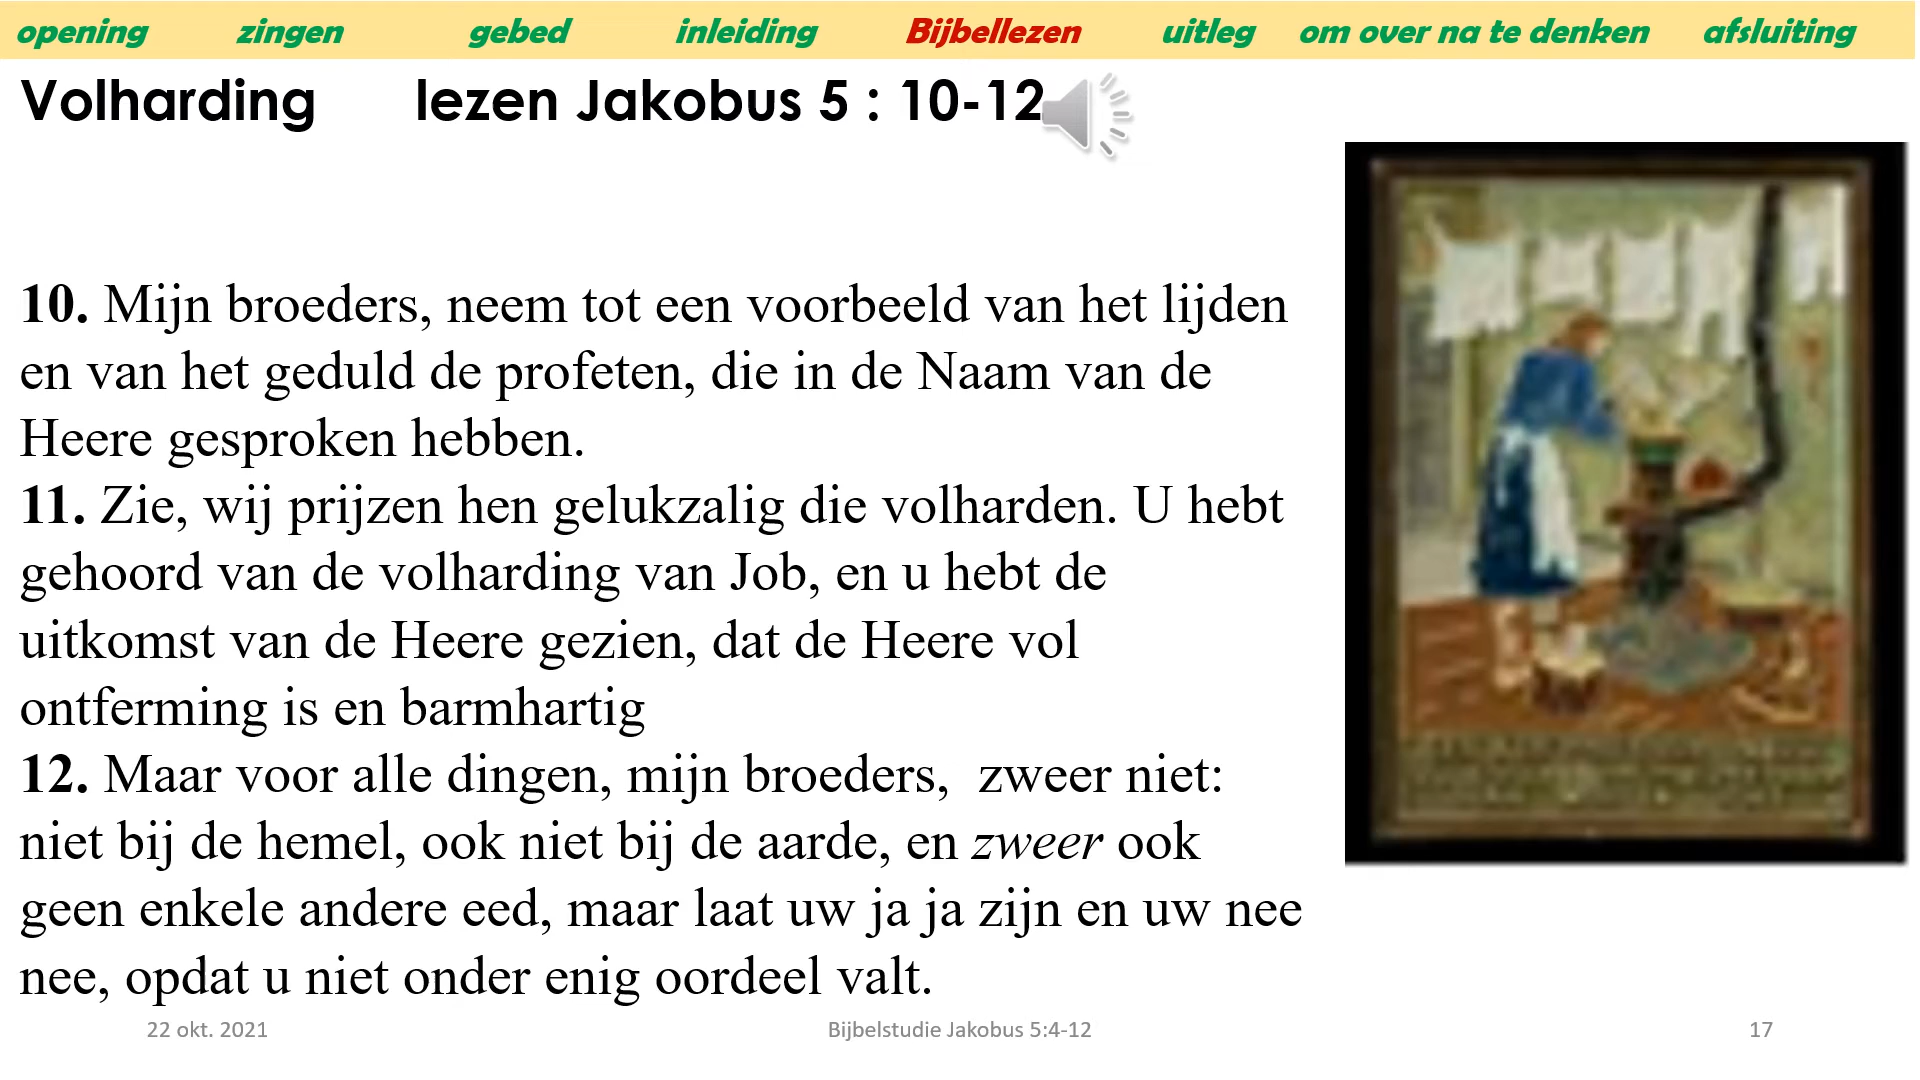 opening zingen gebed inleiding Bijbellezen uitleg om over na te denken afsluiting
Volharding lezen Jakobus 5 : 10-12
10. Mijn broeders, neem tot een voorbeeld van het lijden
en van het geduld de profeten, die in de Naam van de
Heere gesproken hebben.
11. Zie, wij prijzen hen gelukzalig die volharden. U hebt
gehoord van de volharding van Job, en u hebt de
uitkomst van de Heere gezien, dat de Heere vol
ontferming is en barmhartig
12. Maar voor alle dingen, mijn broeders,  zweer niet:
niet bij de hemel, ook niet bij de aarde, en zweer ook
geen enkele andere eed, maar laat uw ja ja zijn en uw nee
nee, opdat u niet onder enig oordeel valt.
22 okt. 2021 Bijbelstudie Jakobus 5:4-12 17